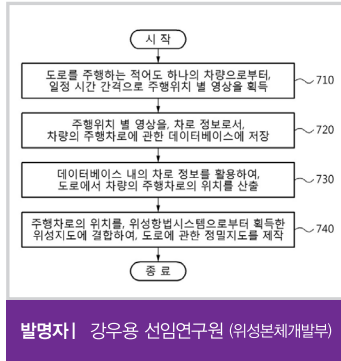 시 작
도로를 주행하는 적어도 하나의 차량으로부터,
일정 시간 간격으로 주행위치 별 영상을 획득
710
주행위치 별 영상을, 차로 정보로서,
차량의 주행차로에 관한 데이터베이스에 저장
720
데이터베이스 내의 차로 정보를 활용하여,
도로에서 차량의 주행차로의 위치를 산출
730
주행차로의 위치를, 위성항법시스템으로부터 획득한
위성지도에 결합하여, 도로에 관한 정밀지도를 제작
740
종 료
발명자| 강우용 선임연구원 (위성본체개발부)